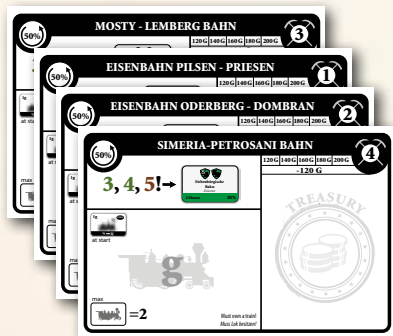 MOSTY - LEMBERG BAHN
50%
120G 140G 160G 180G 200G
3
EISENBAHN PILSEN - PRIESEN
50%
120G 140G 160G 180G 200G
1
at start
EISENBAHN ODERBERG - DOMBRAN
50%
120G 140G 160G 180G 200G
2
max
SIMERIA-PETROSANI BAHN
50%
120G 140G 160G 180G 200G
4
-120 G
3, 4, 5!
20%
TREASURY
at start
g
max
=2
Must own a train!
Muss Lok besitzen!